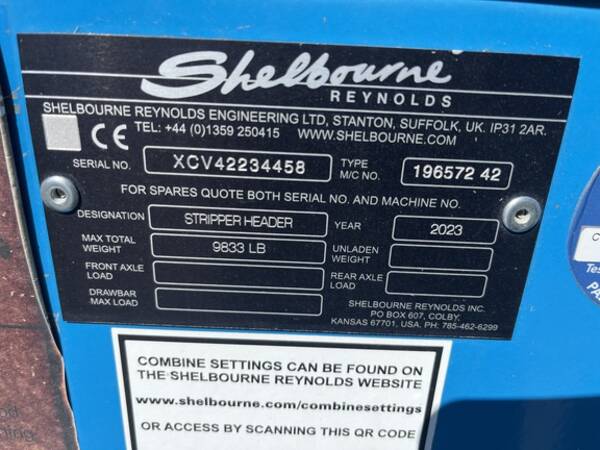 Shelbourne
REYNOLDS
SHELBOURNE REYNOLDS ENGINEERING LTD, STANTON, SUFFOLK, UK. IP31 2AR.
CE TEL: +44 (0)1359 250415 WWW.SHELBOURNE.COM
SERIAL NO. XCV42234458 TYPE M/C NO. 196572 42
FOR SPARES QUOTE BOTH SERIAL NO. AND MACHINE NO.
DESIGNATION STRIPPER HEADER YEAR 2023
MAX TOTAL WEIGHT 9833 LB UNLADEN WEIGHT
FRONT AXLE LOAD REAR AXLE LOAD
DRAWBAR MAX LOAD
SHELBOURNE REYNOLDS INC.
PO BOX 607, COLBY,
KANSAS 67701, USA. PH: 785-462-6299
COMBINE SETTINGS CAN BE FOUND ON
THE SHELBOURNE REYNOLDS WEBSITE
www.shelbourne.com/combinesettings
OR ACCESS BY SCANNING THIS QR CODE